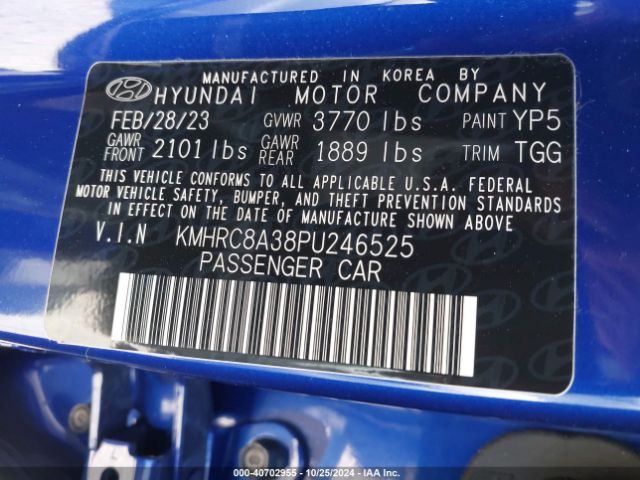 MANUFACTURED IN KOREA BY
HYUNDAI MOTOR COMPANY
FEB/28/23 GVWR 3770 lbs PAINT YP5
GAWR FRONT 2101 lbs GAWR REAR 1889 lbs TRIM TGG
THIS VEHICLE CONFORMS TO ALL APPLICABLE U.S.A. FEDERAL
MOTOR VEHICLE SAFETY, BUMPER, AND THEFT PREVENTION STANDARDS
IN EFFECT ON THE DATE OF MANUFACTURE SHOWN ABOVE
V.I.N KMHRC8A38PU246525
PASSENGER CAR
000-40702955 - 10/25/2024 - IAA Inc.